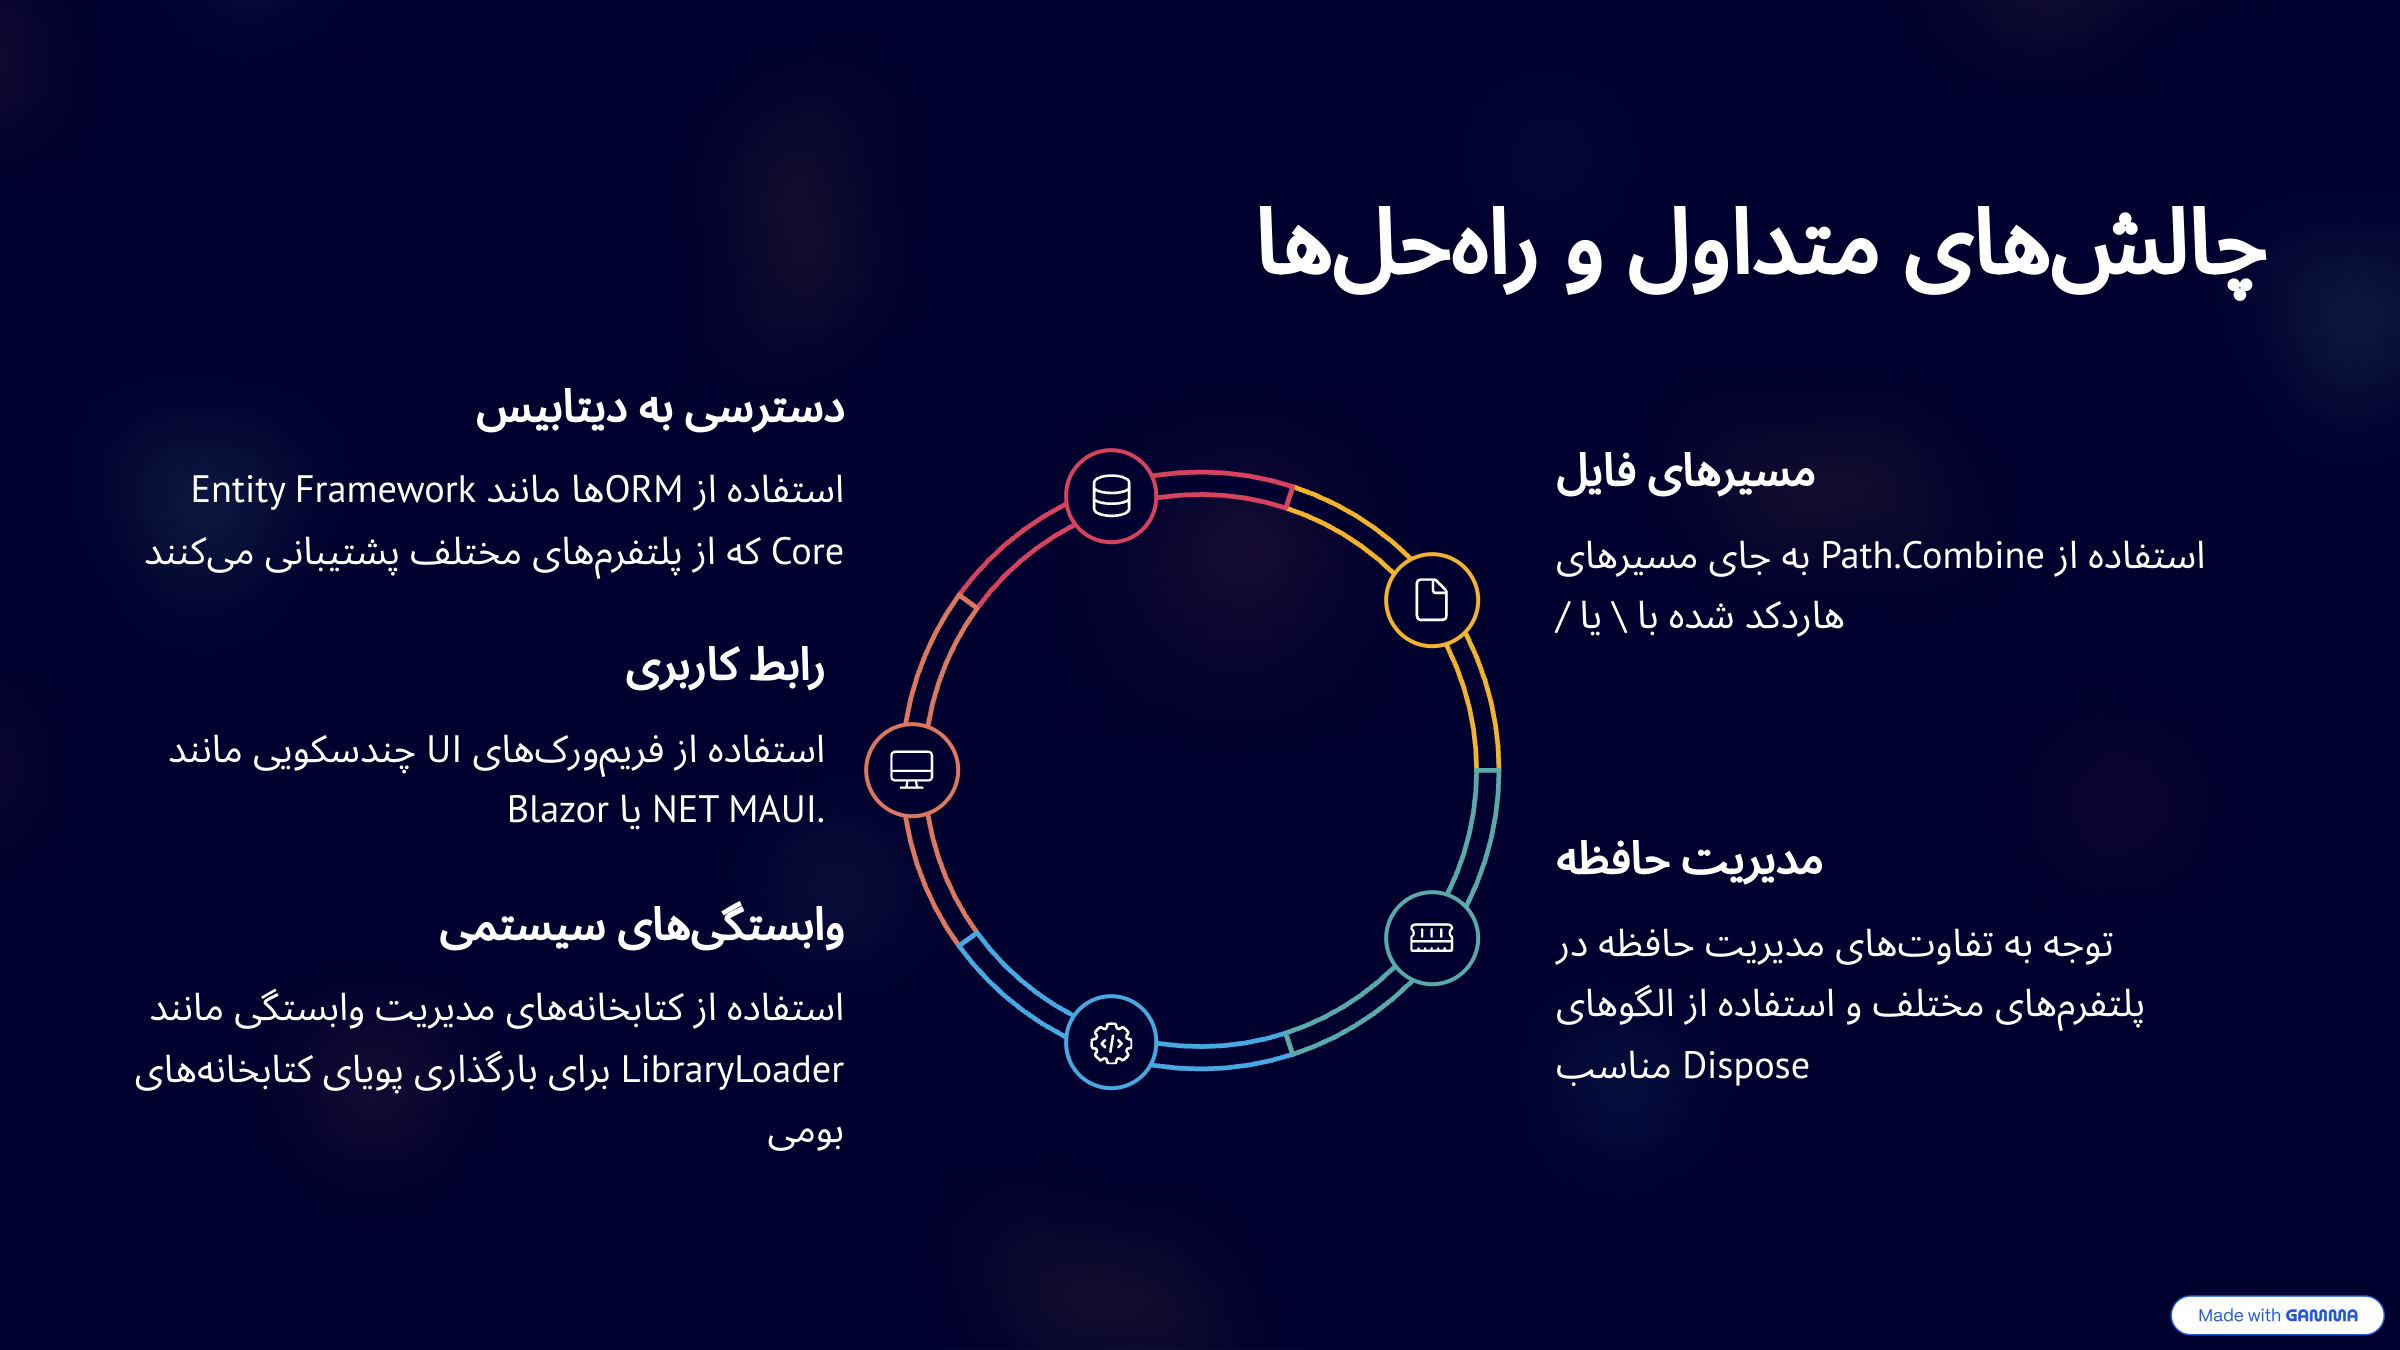 چالش‌های متداول و راه‌حل‌ها
مسیرهای فایل
استفاده از Path.Combine به جای مسیرهای
هاردکد شده با \ یا /
مدیریت حافظه
توجه به تفاوت‌های مدیریت حافظه در
پلتفرم‌های مختلف و استفاده از الگوهای
Dispose مناسب
دسترسی به دیتابیس
استفاده از ORMها مانند Entity Framework
Core که از پلتفرم‌های مختلف پشتیبانی می‌کنند
رابط کاربری
استفاده از فریم‌ورک‌های UI چندسکویی مانند
.NET MAUI یا Blazor
وابستگی‌های سیستمی
استفاده از کتابخانه‌های مدیریت وابستگی مانند
LibraryLoader برای بارگذاری پویای کتابخانه‌های
بومی
Made with GAMMA